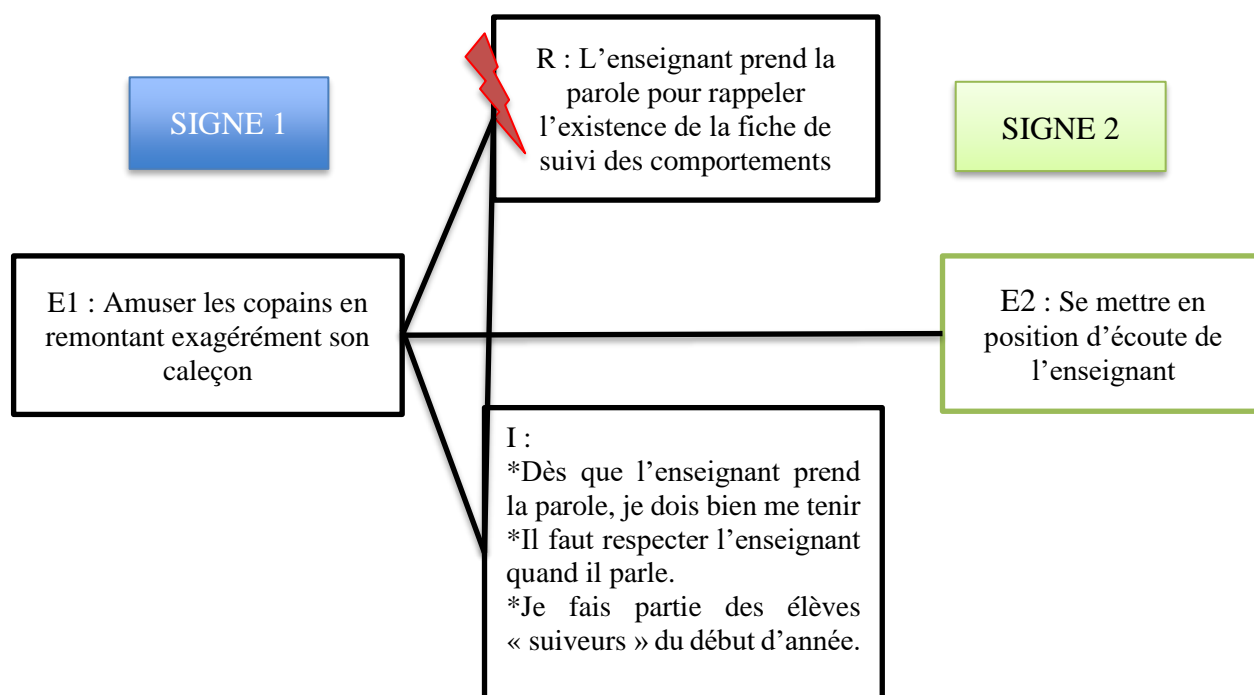 SIGNE 1
R : L’enseignant prend la
parole pour rappeler
l’existence de la fiche de
suivi des comportements
SIGNE 2
E1 : Amuser les copains en
remontant exagérément son
caleçon
E2 : Se mettre en
position d’écoute de
l’enseignant
I :
*Dès que l’enseignant prend
la parole, je dois bien me tenir
*Il faut respecter l’enseignant
quand il parle.
*Je fais partie des élèves
« suiveurs » du début d’année.